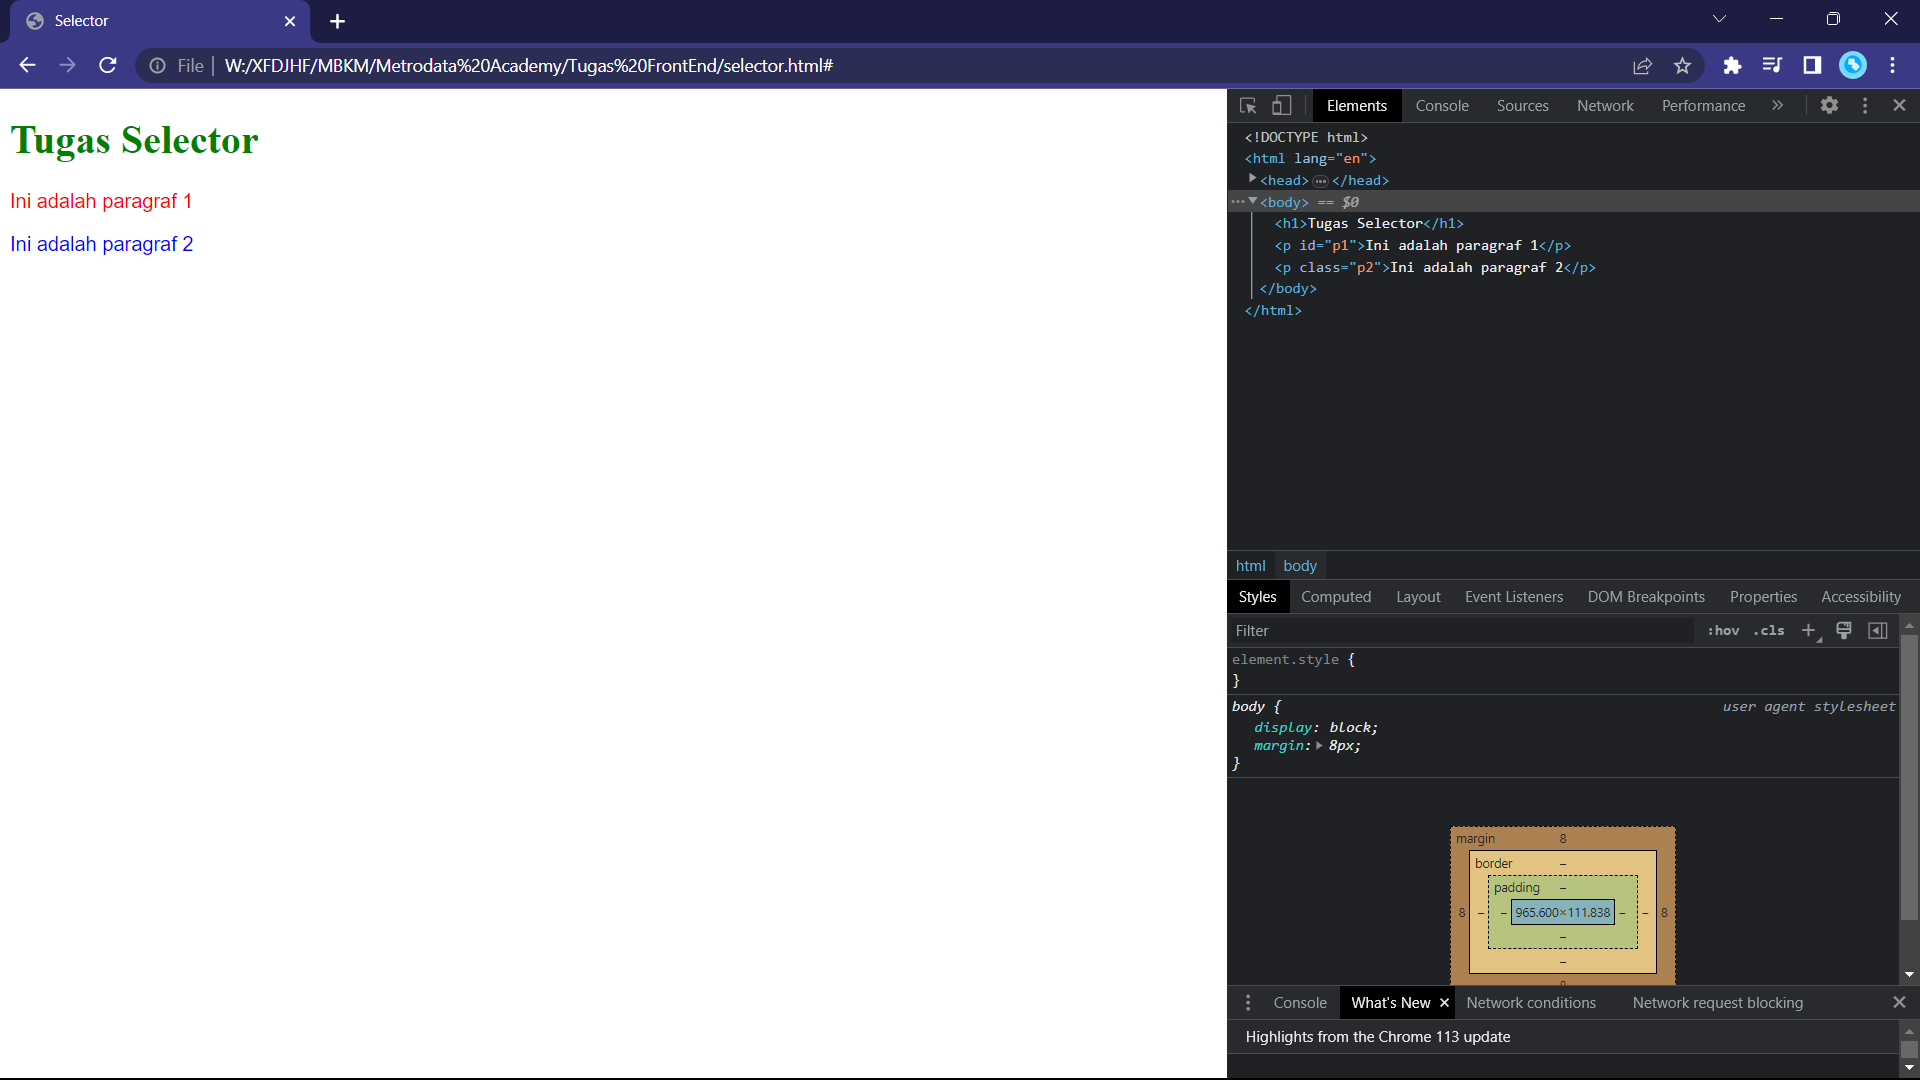 Selector
File | W:/XFDJHF/MBKM/Metrodata%20Academy/Tugas%20FrontEnd/selector.html#
Tugas Selector
Ini adalah paragraf 1
Ini adalah paragraf 2
Elements Console Sources Network Performance »
<!DOCTYPE html>
<html lang="en">
<head> ... </head>
... <body> == $0
<h1>Tugas Selector</h1>
<p id="p1">Ini adalah paragraf 1</p>
<p class="p2">Ini adalah paragraf 2</p>
</body>
</html>
html body
Styles Computed Layout Event Listeners DOM Breakpoints Properties Accessibility
Filter :hov .cls +
element.style {
}
body { user agent stylesheet
display: block;
margin: 8px;
}
margin 8
border –
padding –
8 – – 965.600×111.838 – – 8
–
–
Console What's New × Network conditions Network request blocking
Highlights from the Chrome 113 update